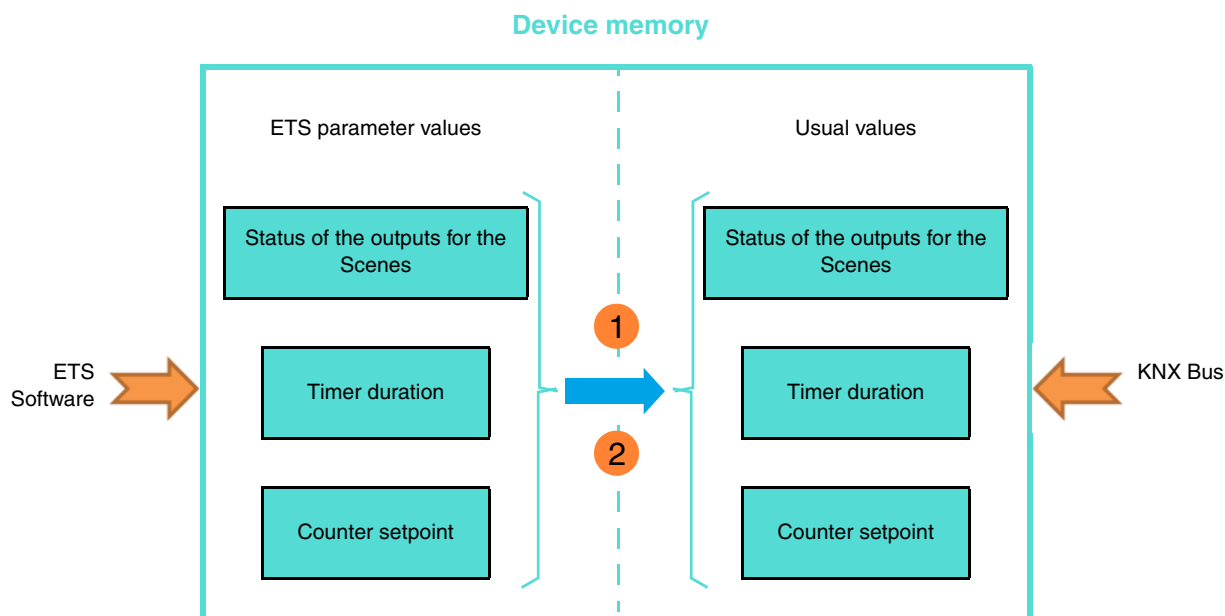 Device memory
ETS parameter values
Usual values
Status of the outputs for the
Scenes
Status of the outputs for the
Scenes
1
ETS
Software
Timer duration
Timer duration
KNX Bus
2
Counter setpoint
Counter setpoint